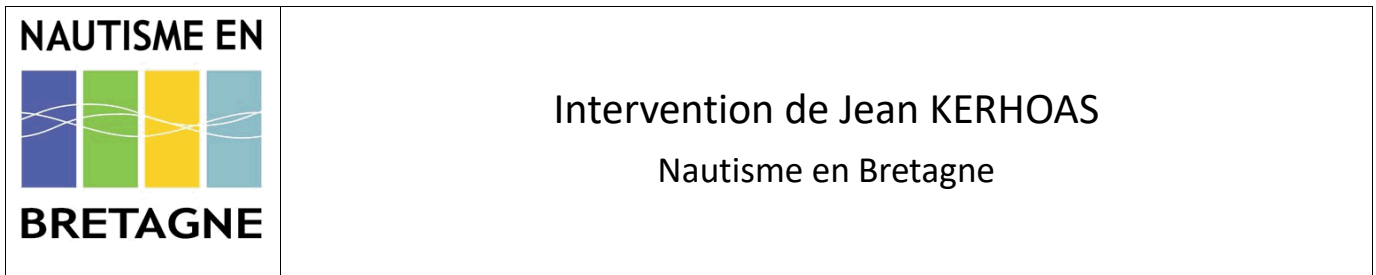 NAUTISME EN
BRETAGNE
Intervention de Jean KERHOAS
Nautisme en Bretagne